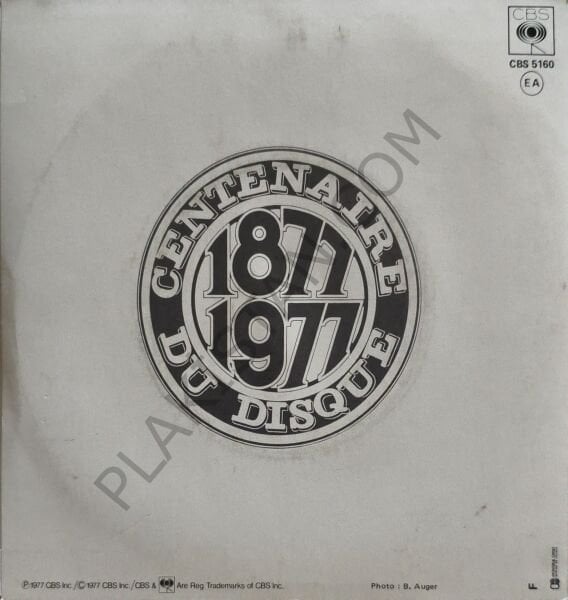 CBS
CBS 5160
EA
CENTENAIRE
1877
1977
DU DISQUE
℗ 1977 CBS Inc. / © 1977 CBS Inc. / CBS & Are Reg. Trademarks of CBS Inc.
Photo : B. Auger